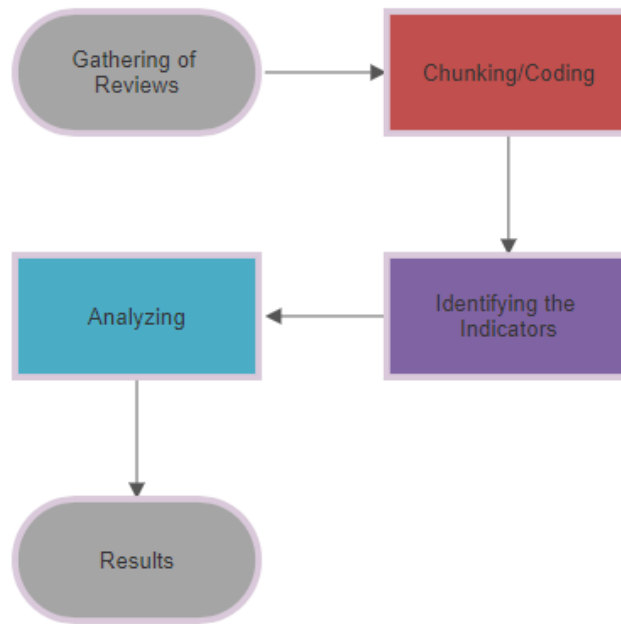 Gathering of
Reviews
Chunking/Coding
Identifying the
Indicators
Analyzing
Results